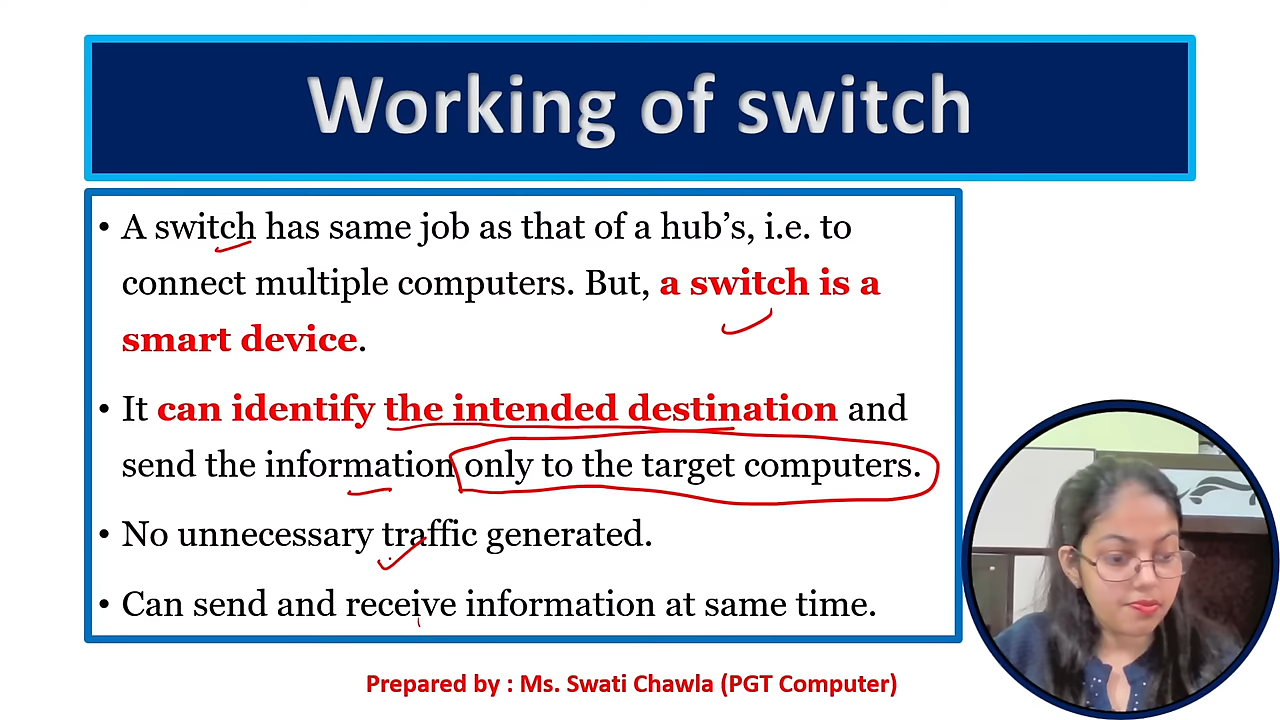 Working of switch
• A switch has same job as that of a hub’s, i.e. to
connect multiple computers. But, a switch is a
smart device.
• It can identify the intended destination and
send the information only to the target computers.
• No unnecessary traffic generated.
• Can send and receive information at same time.
Prepared by : Ms. Swati Chawla (PGT Computer)